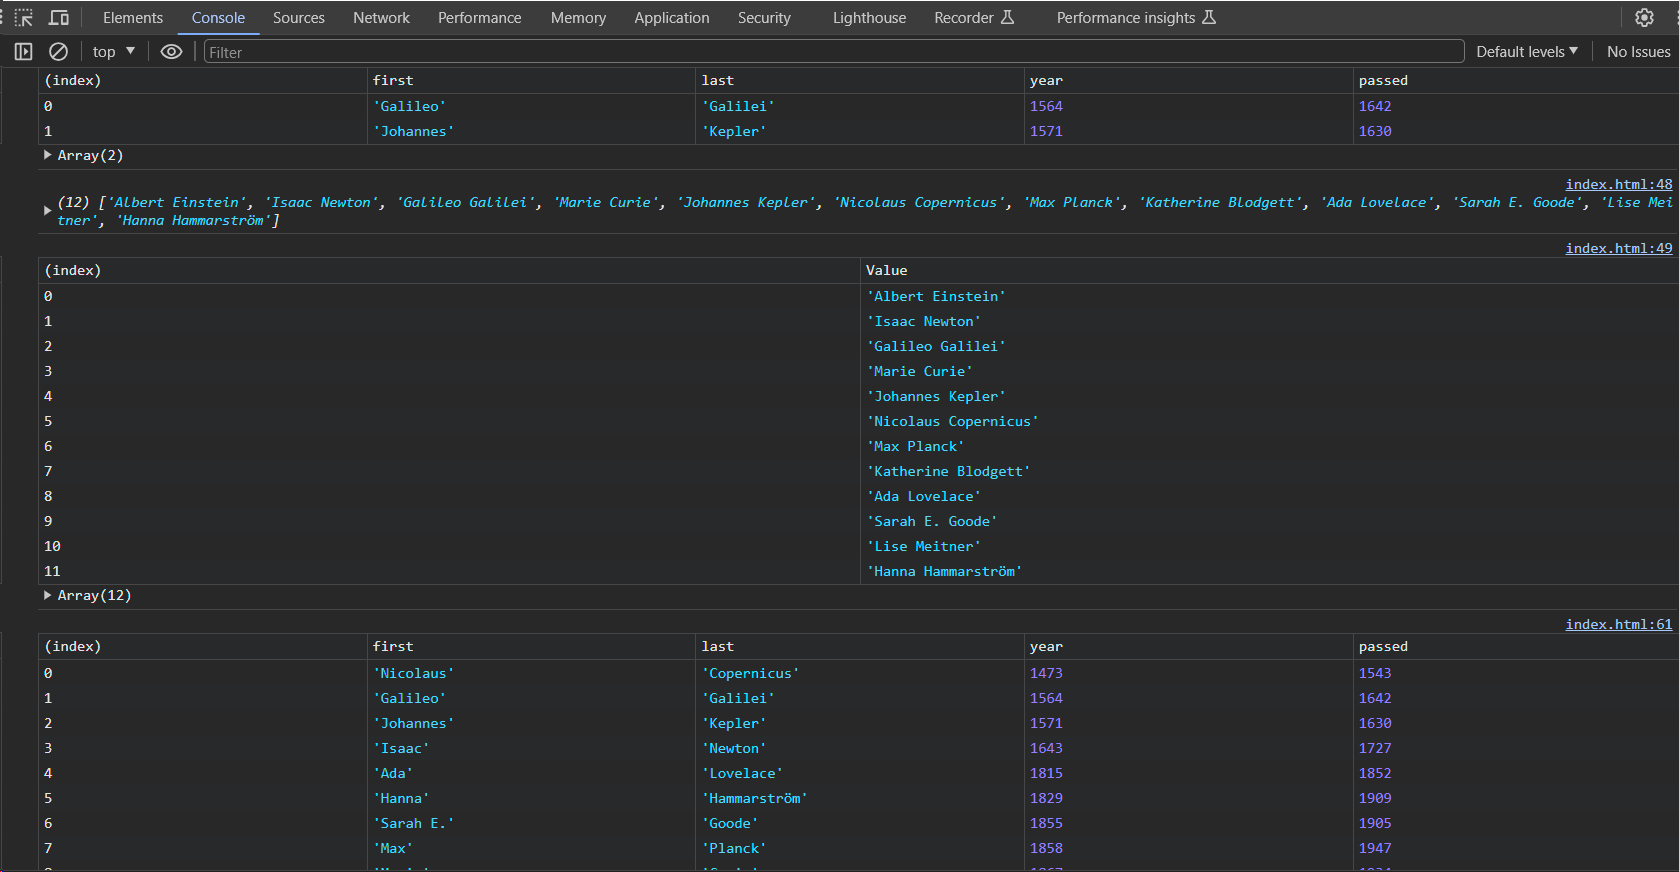 Elements Console Sources Network Performance Memory Application Security Lighthouse Recorder Performance insights
top Filter Default levels No Issues
(index) first last year passed
0 'Galileo' 'Galilei' 1564 1642
1 'Johannes' 'Kepler' 1571 1630
Array(2)
index.html:48
(12) ['Albert Einstein', 'Isaac Newton', 'Galileo Galilei', 'Marie Curie', 'Johannes Kepler', 'Nicolaus Copernicus', 'Max Planck', 'Katherine Blodgett', 'Ada Lovelace', 'Sarah E. Goode', 'Lise Mei
tner', 'Hanna Hammarström']
index.html:49
(index) Value
0 'Albert Einstein'
1 'Isaac Newton'
2 'Galileo Galilei'
3 'Marie Curie'
4 'Johannes Kepler'
5 'Nicolaus Copernicus'
6 'Max Planck'
7 'Katherine Blodgett'
8 'Ada Lovelace'
9 'Sarah E. Goode'
10 'Lise Meitner'
11 'Hanna Hammarström'
Array(12)
index.html:61
(index) first last year passed
0 'Nicolaus' 'Copernicus' 1473 1543
1 'Galileo' 'Galilei' 1564 1642
2 'Johannes' 'Kepler' 1571 1630
3 'Isaac' 'Newton' 1643 1727
4 'Ada' 'Lovelace' 1815 1852
5 'Hanna' 'Hammarström' 1829 1909
6 'Sarah E.' 'Goode' 1855 1905
7 'Max' 'Planck' 1858 1947